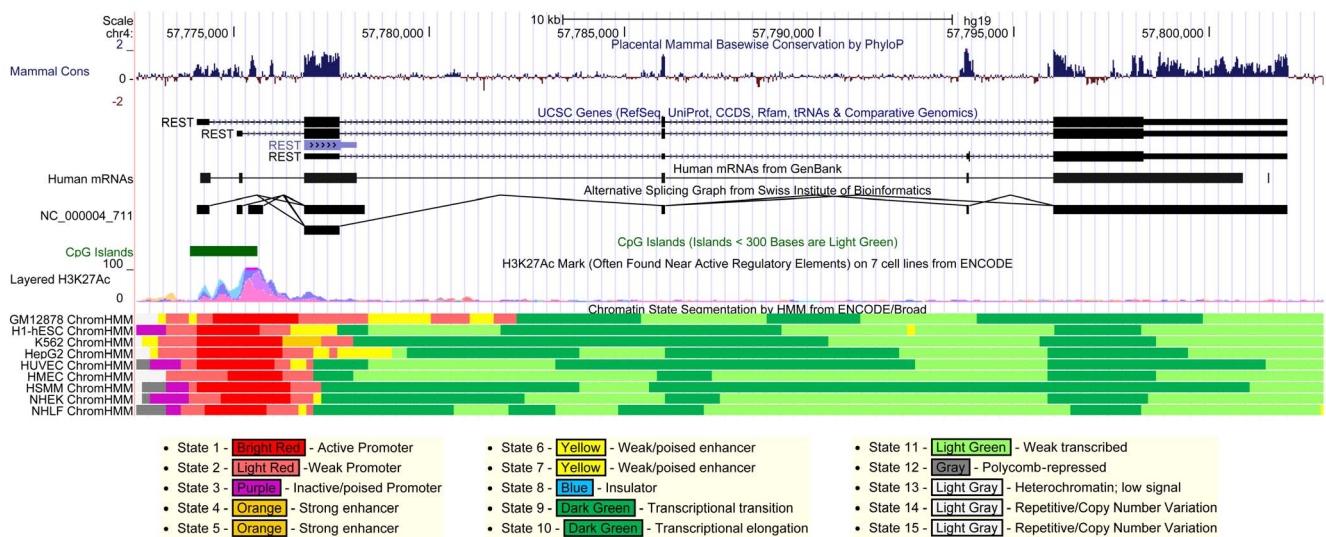 Scale 10 kb hg19
chr4: 57,775,000 57,780,000 57,785,000 57,790,000 57,795,000 57,800,000
2 Placental Mammal Basewise Conservation by PhyloP
Mammal Cons
0
-2
UCSC Genes (RefSeq, UniProt, CCDS, Rfam, tRNAs & Comparative Genomics)
REST
REST
REST
REST
Human mRNAs from GenBank
Human mRNAs
Alternative Splicing Graph from Swiss Institute of Bioinformatics
NC_000004_711
CpG Islands (Islands < 300 Bases are Light Green)
CpG Islands
H3K27Ac Mark (Often Found Near Active Regulatory Elements) on 7 cell lines from ENCODE
100
Layered H3K27Ac
0
Chromatin State Segmentation by HMM from ENCODE/Broad
GM12878 ChromHMM
H1-hESC ChromHMM
K562 ChromHMM
HepG2 ChromHMM
HUVEC ChromHMM
HMEC ChromHMM
HSMM ChromHMM
NHEK ChromHMM
NHLF ChromHMM
State 1 - Bright Red - Active Promoter
State 2 - Light Red -Weak Promoter
State 3 - Purple - Inactive/poised Promoter
State 4 - Orange - Strong enhancer
State 5 - Orange - Strong enhancer
State 6 - Yellow - Weak/poised enhancer
State 7 - Yellow - Weak/poised enhancer
State 8 - Blue - Insulator
State 9 - Dark Green - Transcriptional transition
State 10 - Dark Green - Transcriptional elongation
State 11 - Light Green - Weak transcribed
State 12 - Gray - Polycomb-repressed
State 13 - Light Gray - Heterochromatin; low signal
State 14 - Light Gray - Repetitive/Copy Number Variation
State 15 - Light Gray - Repetitive/Copy Number Variation